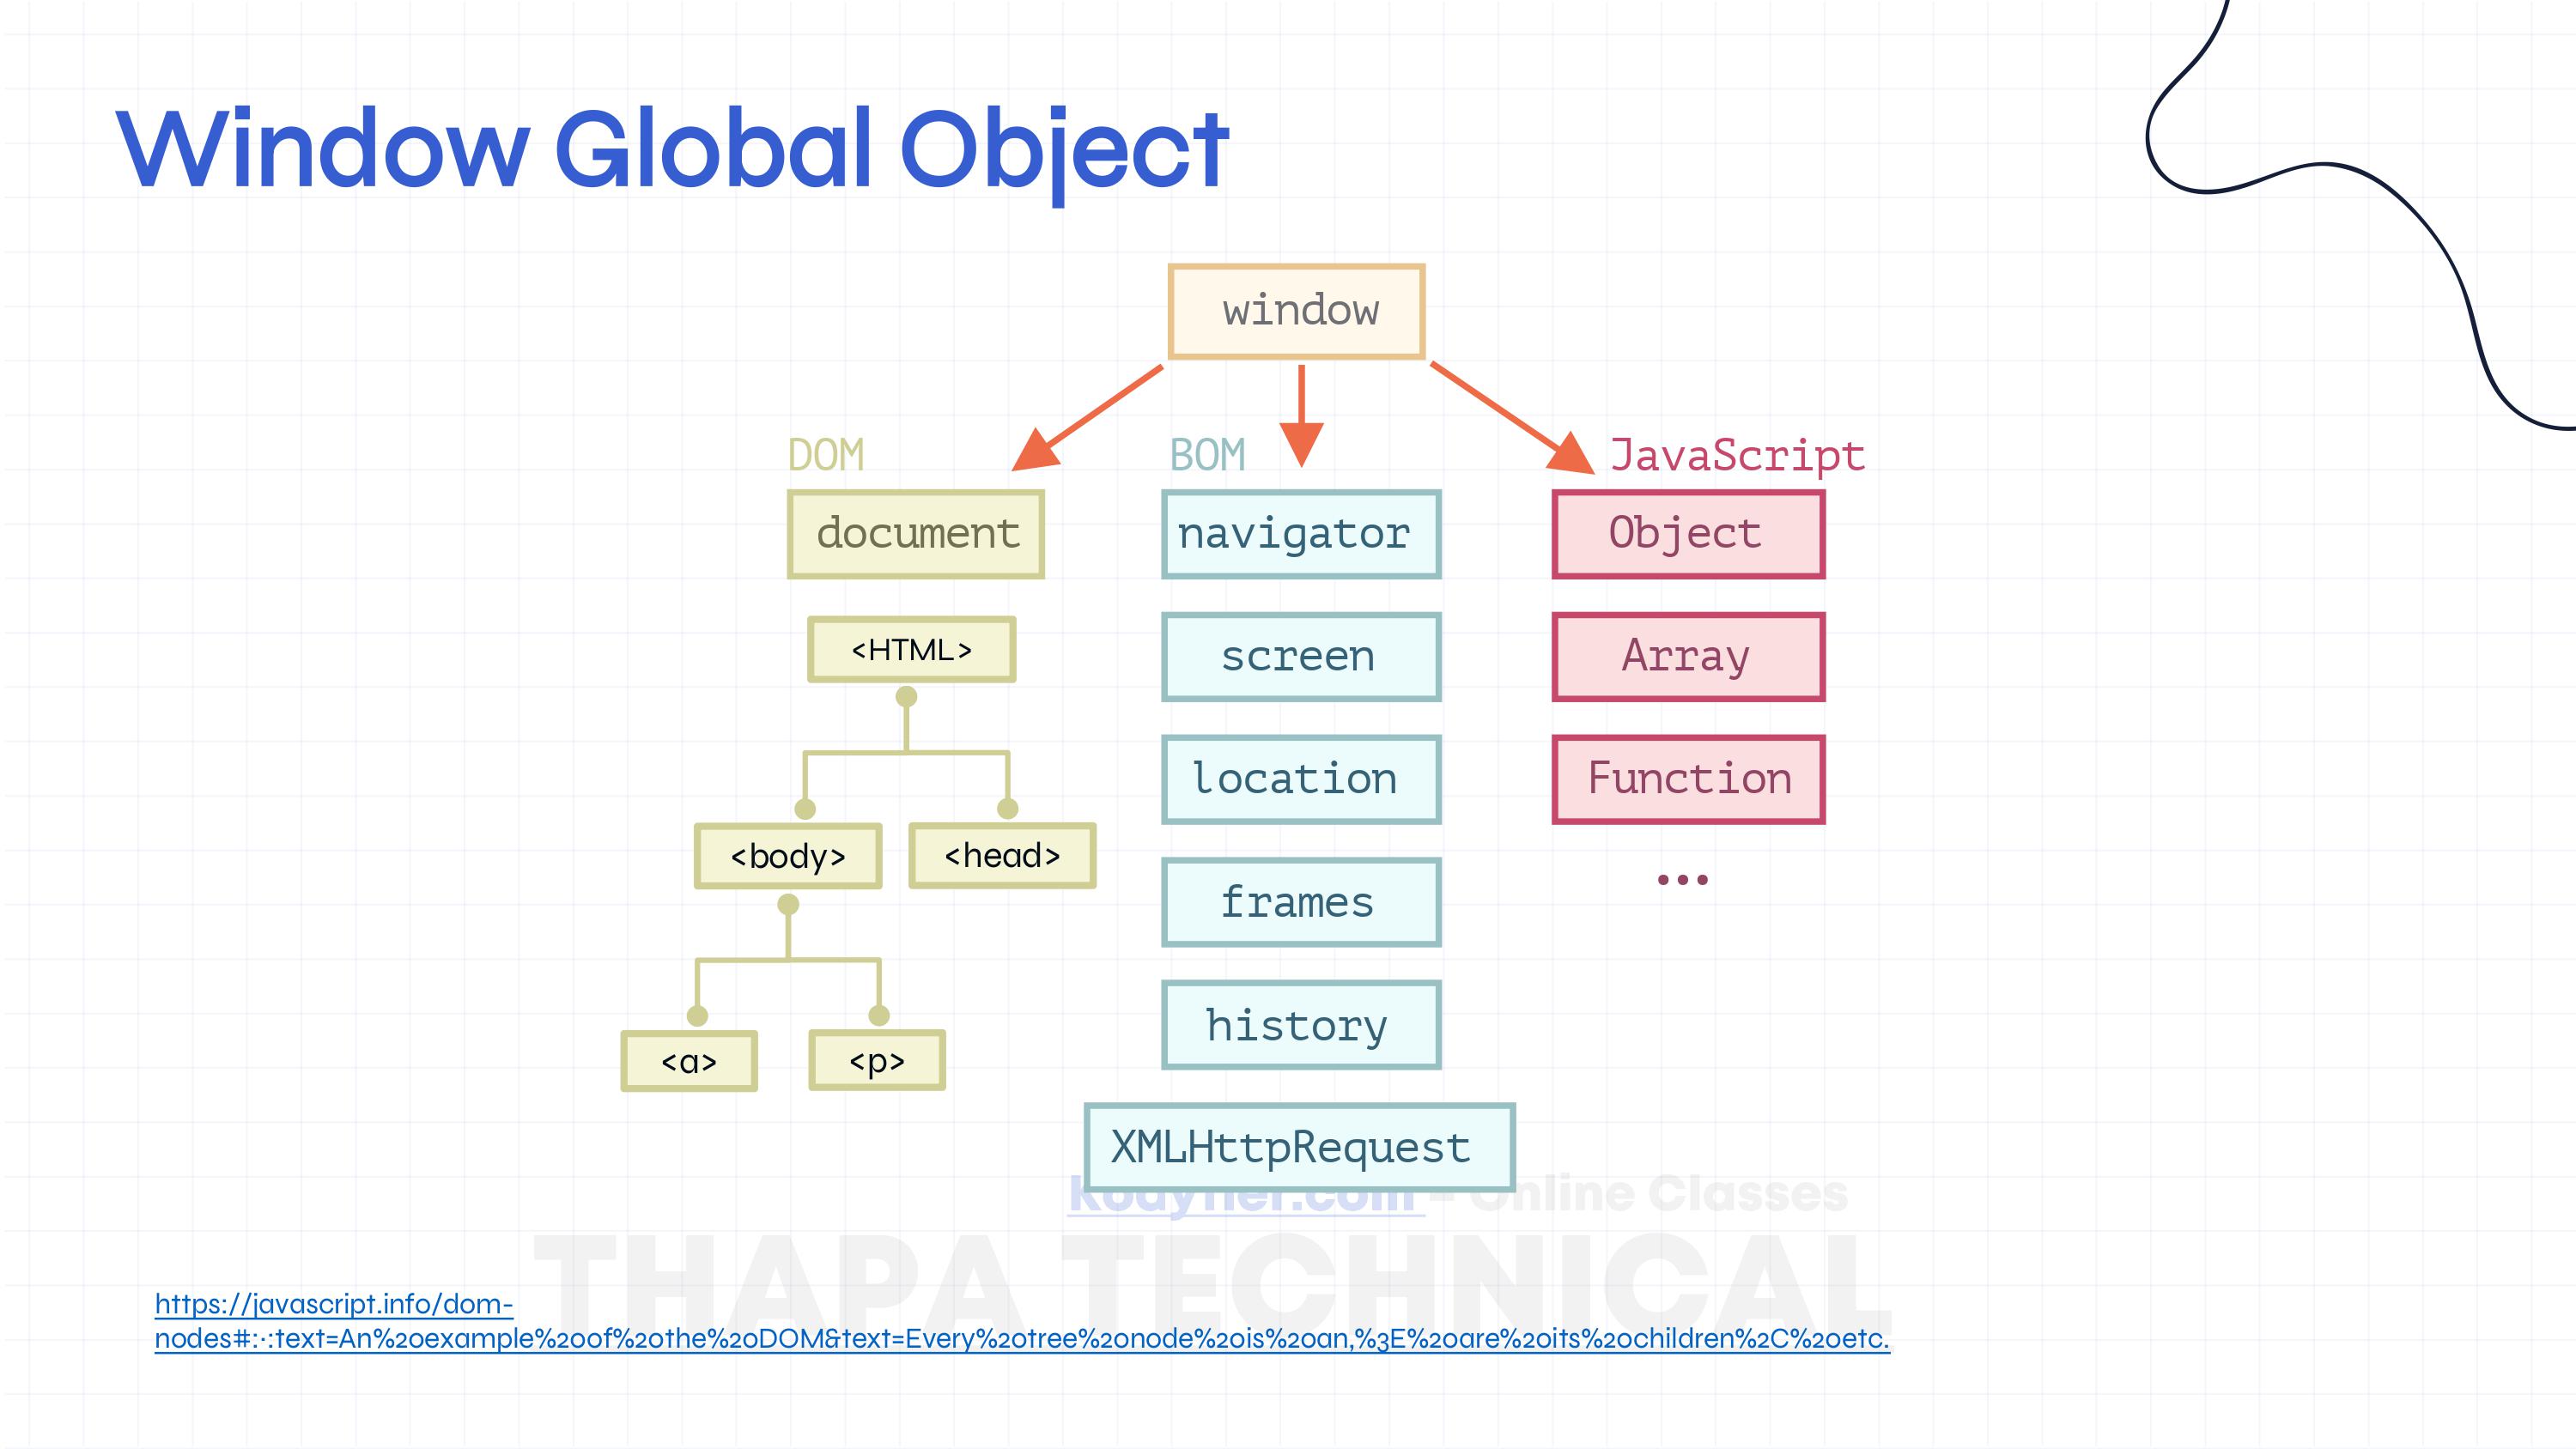 Window Global Object
window
DOM
BOM
JavaScript
document
navigator
Object
<HTML>
screen
Array
location
Function
<body>
<head>
frames
...
history
<a>
<p>
XMLHttpRequest
Kodyfier.com - Online Classes
THAPA TECHNICAL
https://javascript.info/dom-
nodes#:~:text=An%20example%20of%20the%20DOM&text=Every%20tree%20node%20is%20an,%3E%20are%20its%20children%2C%20etc.